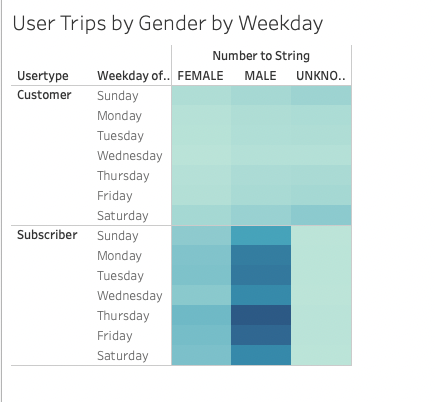 User Trips by Gender by Weekday
Number to String
Usertype Weekday of.. FEMALE MALE UNKNO..
Customer Sunday
Monday
Tuesday
Wednesday
Thursday
Friday
Saturday
Subscriber Sunday
Monday
Tuesday
Wednesday
Thursday
Friday
Saturday